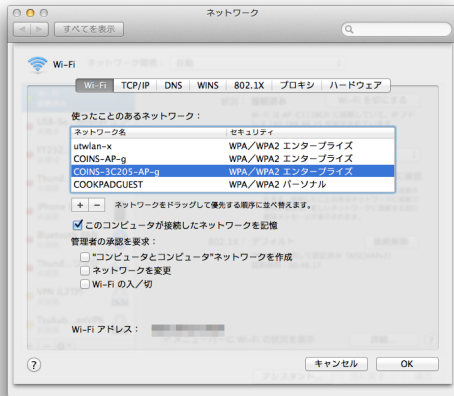 ネットワーク
すべてを表示
Wi-Fi
Wi-Fi TCP/IP DNS WINS 802.1X プロキシ ハードウェア
使ったことのあるネットワーク：
ネットワーク名 セキュリティ
utwlan-x WPA／WPA2 エンタープライズ
COINS-AP-g WPA／WPA2 エンタープライズ
COINS-3C205-AP-g WPA／WPA2 エンタープライズ
COOKPADGUEST WPA／WPA2 パーソナル
+ − ネットワークをドラッグして優先する順序に並べ替えます。
このコンピュータが接続したネットワークを記憶
管理者の承認を要求：
"コンピュータとコンピュータ"ネットワークを作成
ネットワークを変更
Wi-Fi の入／切
Wi-Fi アドレス：
? キャンセル OK